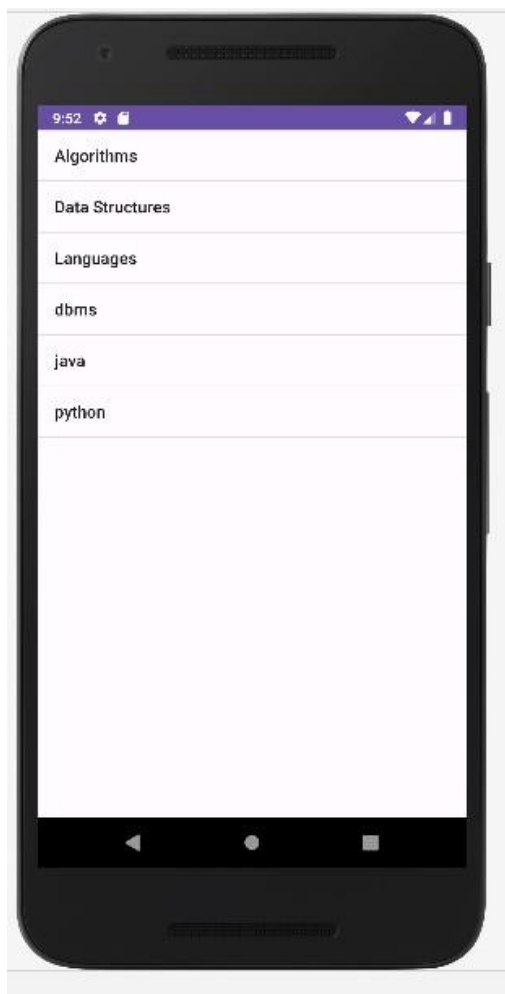 9:52
Algorithms
Data Structures
Languages
dbms
java
python